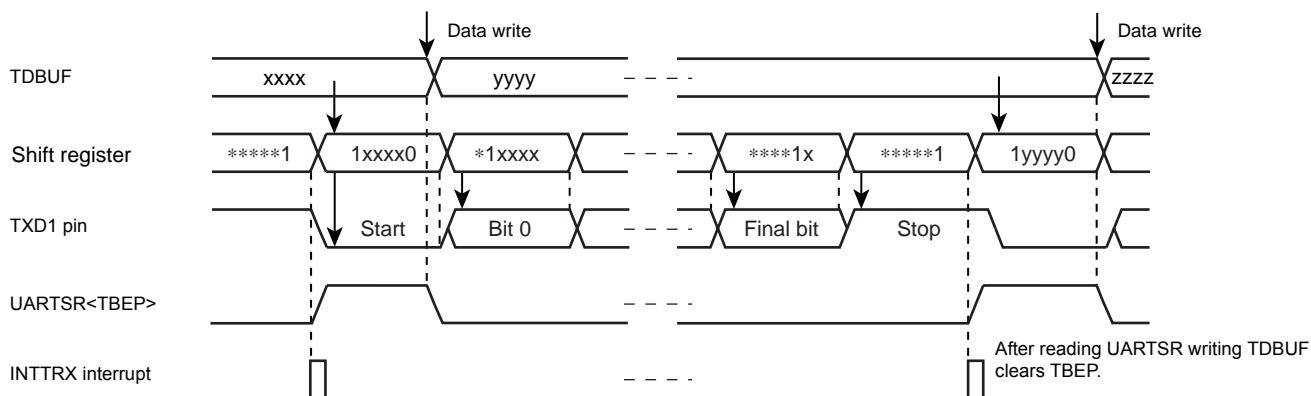 Data write
Data write
TDBUF
xxxx
yyyy
zzzz
Shift register
*****1
1xxxx0
*1xxxx
****1x
*****1
1yyyy0
TXD1 pin
Start
Bit 0
Final bit
Stop
UARTSR<TBEP>
INTTRX interrupt
After reading UARTSR writing TDBUF
clears TBEP.